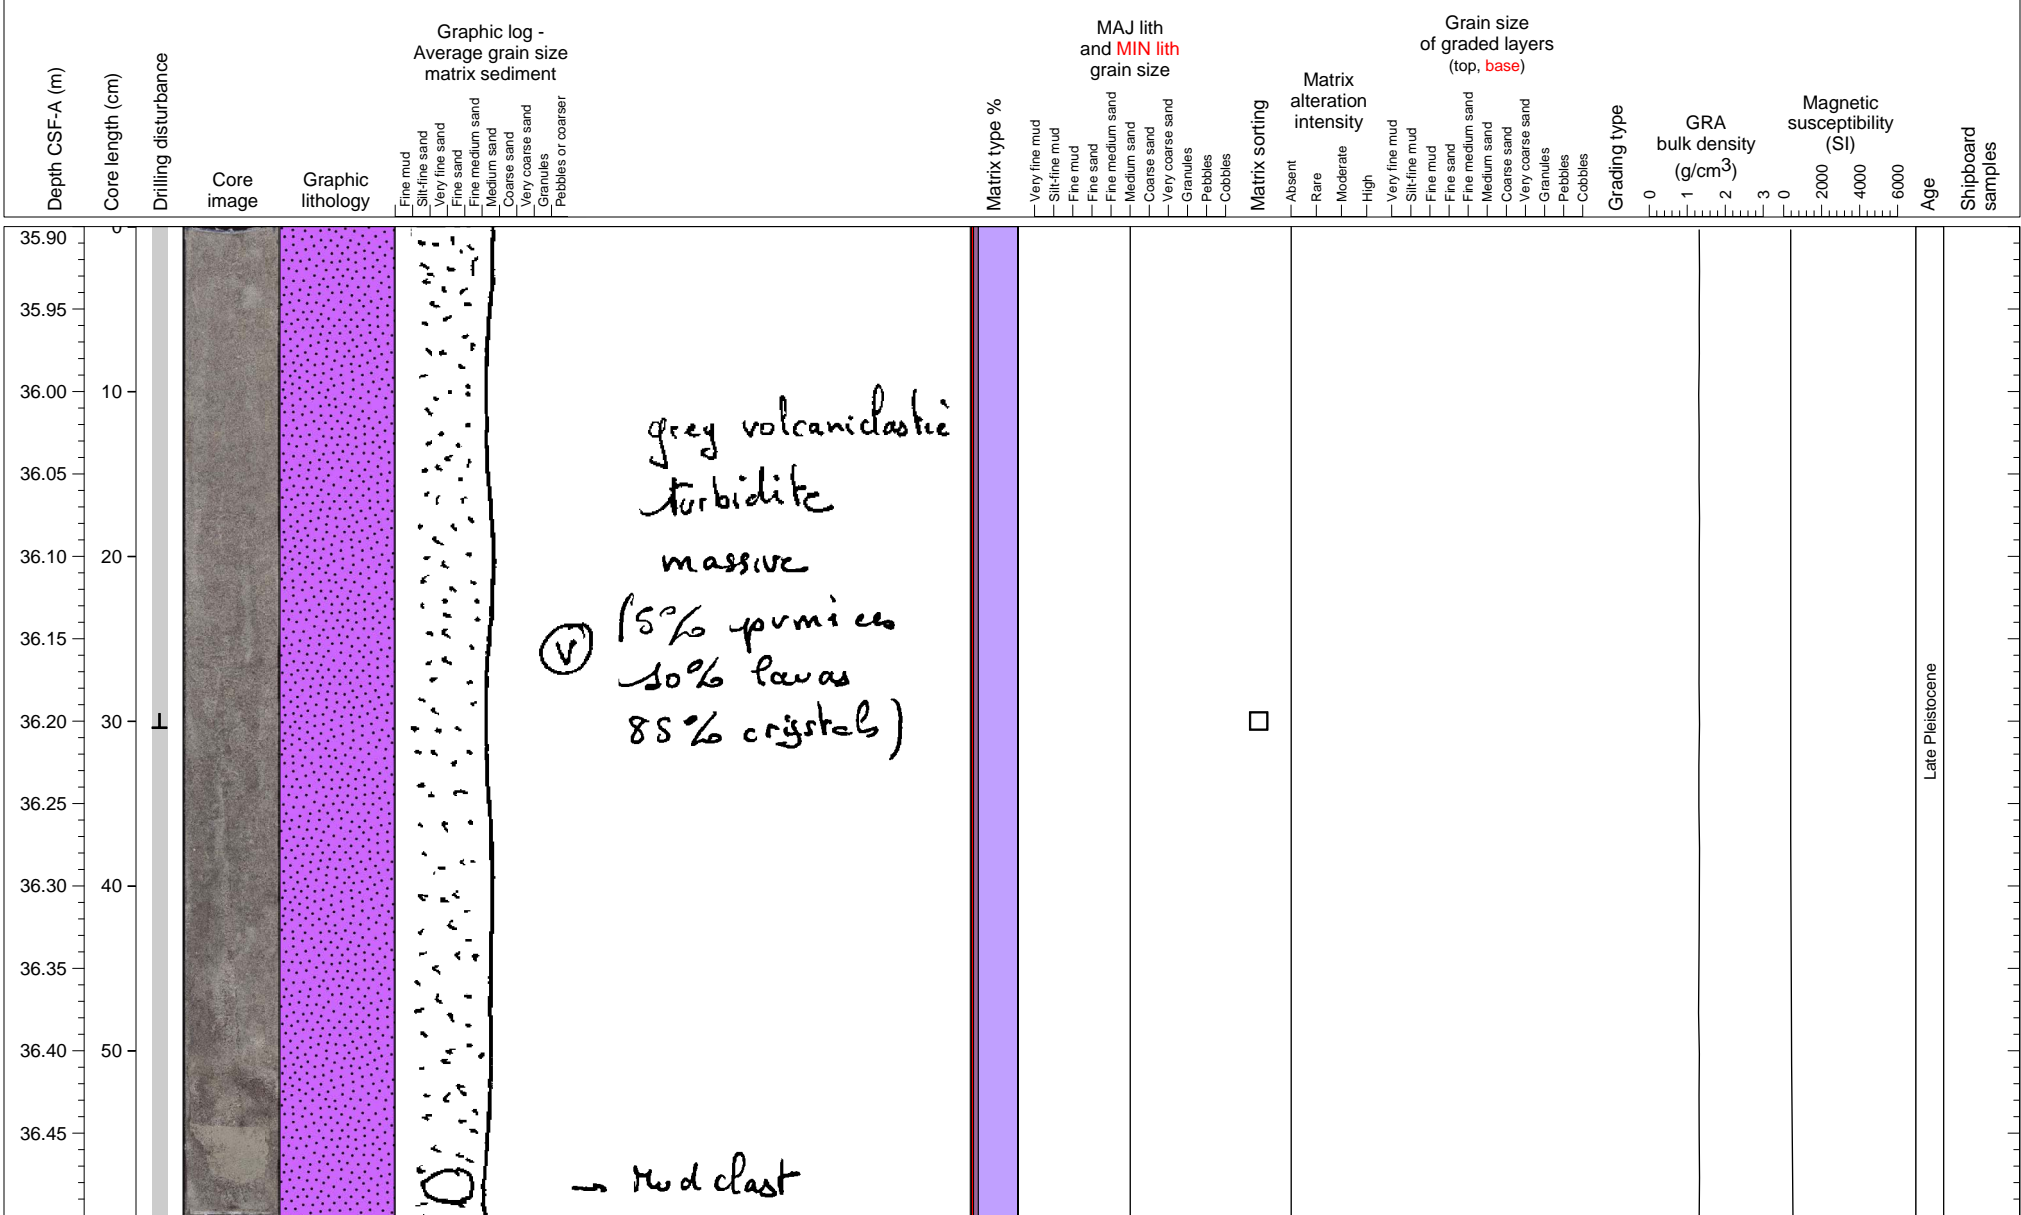 Graphic log -
Average grain size
matrix sediment
MAJ lith
and MIN lith
grain size
Grain size
of graded layers
(top, base)
Matrix
alteration
intensity
GRA
bulk density
(g/cm3)
Magnetic
susceptibility
(SI)
Depth CSF-A (m)
Core length (cm)
Drilling disturbance
Core
image
Graphic
lithology
Fine mud
Silt-fine sand
Very fine sand
Fine sand
Fine medium sand
Medium sand
Coarse sand
Very coarse sand
Granules
Pebbles or coarser
Matrix type %
Very fine mud
Silt-fine mud
Fine mud
Fine sand
Fine medium sand
Medium sand
Coarse sand
Very coarse sand
Granules
Pebbles
Cobbles
Matrix sorting
Absent
Rare
Moderate
High
Very fine mud
Silt-fine mud
Fine mud
Fine sand
Fine medium sand
Medium sand
Coarse sand
Very coarse sand
Granules
Pebbles
Cobbles
Grading type
0 1 2 3
0 2000 4000 6000
Age
Shipboard
samples
35.90 0
35.95
36.00 10
36.05
36.10 20
36.15
36.20 30
36.25
36.30 40
36.35
36.40 50
36.45
grey volcaniclastic
turbidite
massive
V
(5% pumices
10% lavas
85% crystals)
→ Mud clast
Late Pleistocene